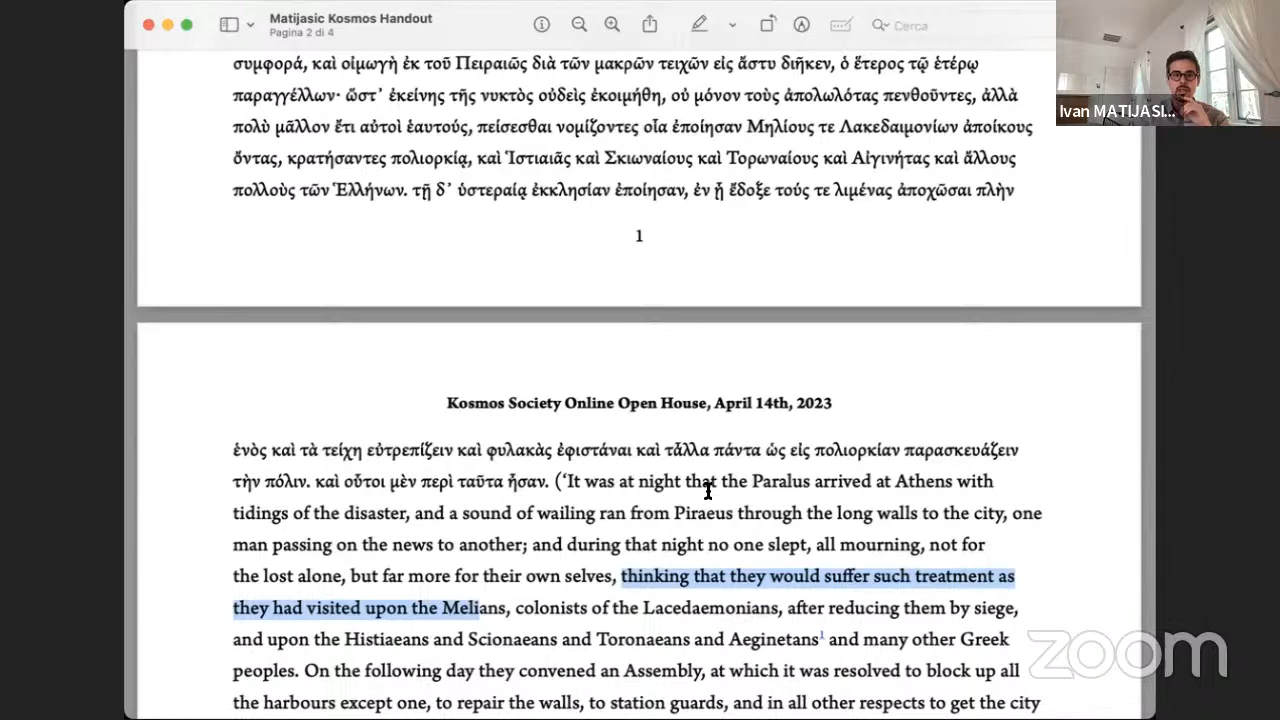 Matijasic Kosmos Handout
Pagina 2 di 4
Cerca
Ivan MATIJASI...
συμφορά, καὶ οἰμωγὴ ἐκ τοῦ Πειραιῶς διὰ τῶν μακρῶν τειχῶν εἰς ἄστυ διῆκεν, ὁ ἕτερος τῷ ἑτέρῳ
παραγγέλλων· ὥστ’ ἐκείνης τῆς νυκτὸς οὐδεὶς ἐκοιμήθη, οὐ μόνον τοὺς ἀπολωλότας πενθοῦντες, ἀλλὰ
πολὺ μᾶλλον ἔτι αὐτοὶ ἑαυτούς, πείσεσθαι νομίζοντες οἷα ἐποίησαν Μηλίους τε Λακεδαιμονίων ἀποίκους
ὄντας, κρατήσαντες πολιορκίᾳ, καὶ Ἱστιαιᾶς καὶ Σκιωναίους καὶ Τορωναίους καὶ Αἰγινήτας καὶ ἄλλους
πολλοὺς τῶν Ἑλλήνων. τῇ δ’ ὑστεραίᾳ ἐκκλησίαν ἐποίησαν, ἐν ᾗ ἔδοξε τούς τε λιμένας ἀποχῶσαι πλὴν
1
Kosmos Society Online Open House, April 14th, 2023
ἑνὸς καὶ τὰ τείχη εὐτρεπίζειν καὶ φυλακὰς ἐφιστάναι καὶ τἆλλα πάντα ὡς εἰς πολιορκίαν παρασκευάζειν
τὴν πόλιν. καὶ οὗτοι μὲν περὶ ταῦτα ἦσαν. (‘It was at night that the Paralus arrived at Athens with
tidings of the disaster, and a sound of wailing ran from Piraeus through the long walls to the city, one
man passing on the news to another; and during that night no one slept, all mourning, not for
the lost alone, but far more for their own selves, thinking that they would suffer such treatment as
they had visited upon the Melians, colonists of the Lacedaemonians, after reducing them by siege,
and upon the Histiaeans and Scionaeans and Toronaeans and Aeginetans¹ and many other Greek
peoples. On the following day they convened an Assembly, at which it was resolved to block up all
the harbours except one, to repair the walls, to station guards, and in all other respects to get the city
zoom